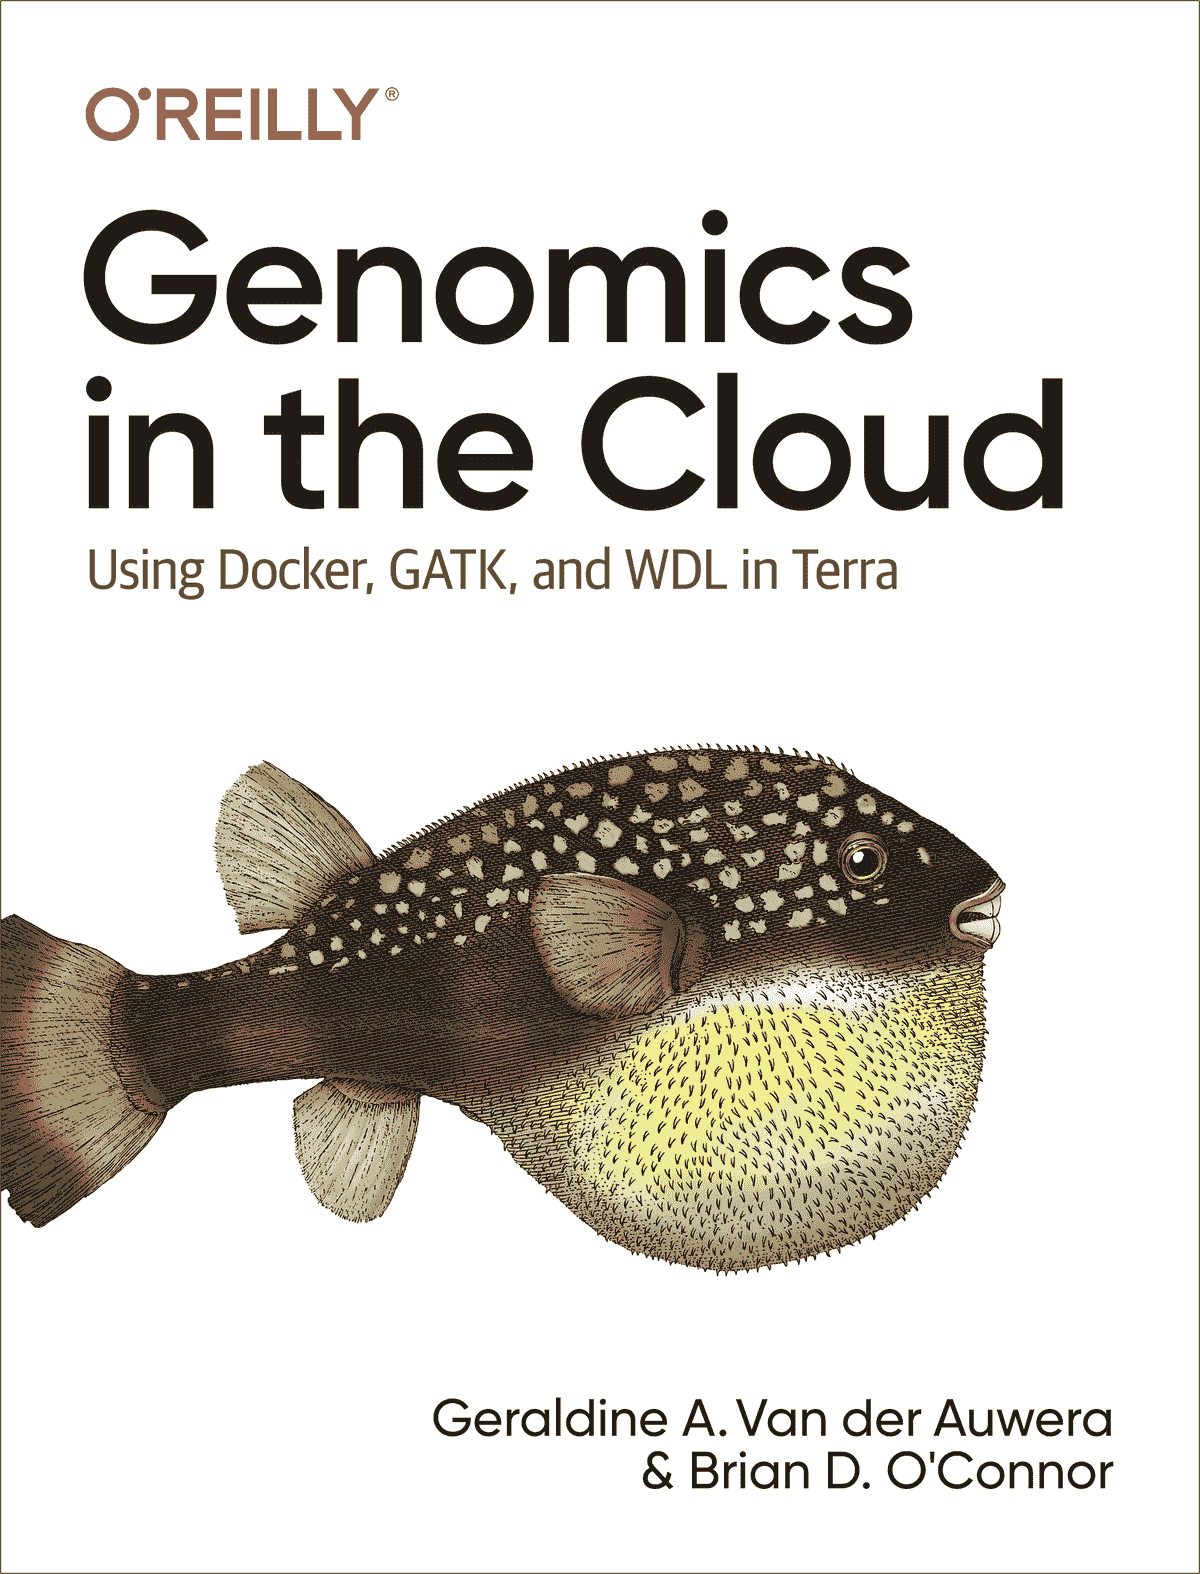 O'REILLY®
Genomics
in the Cloud
Using Docker, GATK, and WDL in Terra
Geraldine A. Van der Auwera
& Brian D. O'Connor